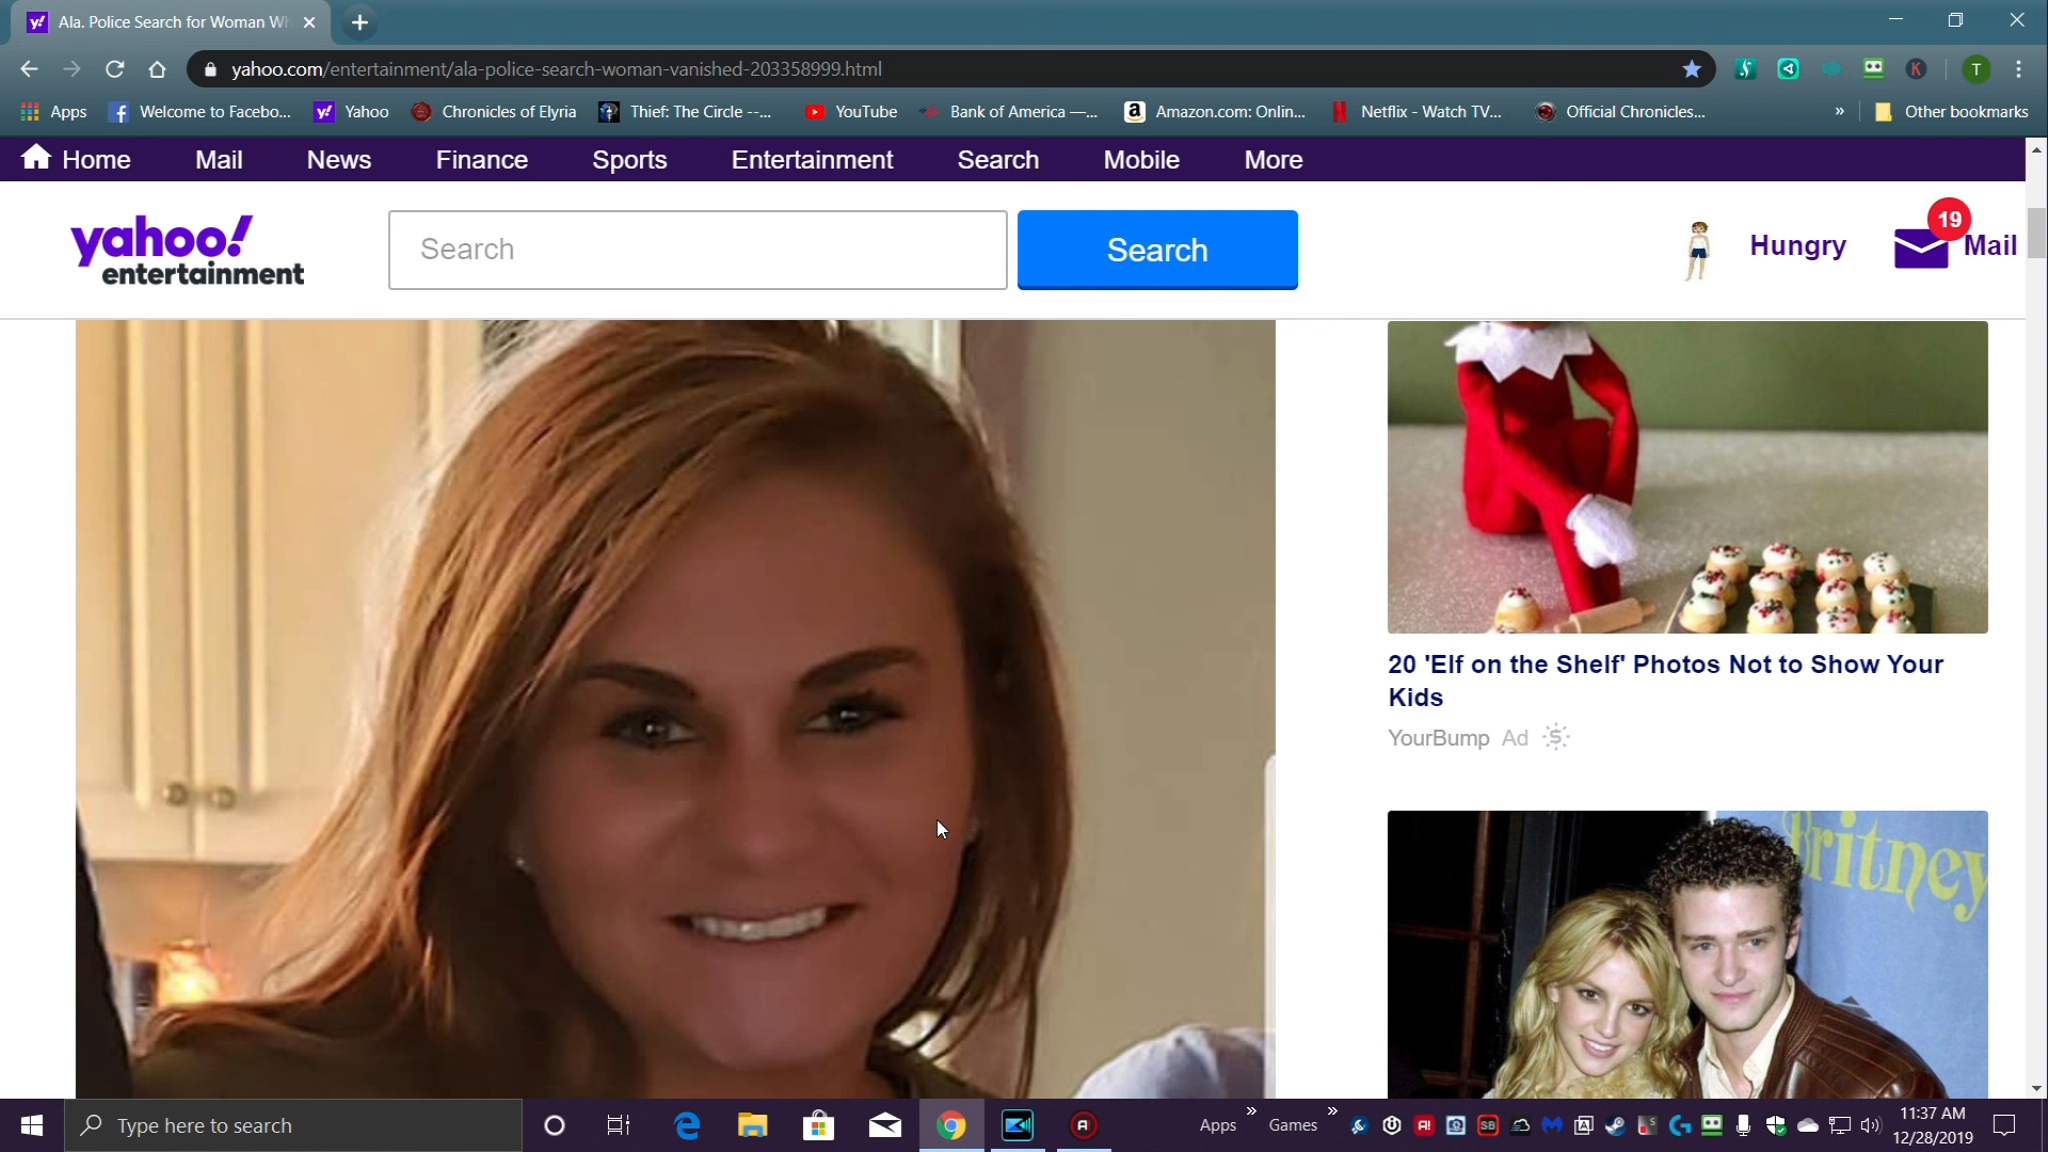 Ala. Police Search for Woman Wh
yahoo.com/entertainment/ala-police-search-woman-vanished-203358999.html
T
Apps Welcome to Facebo... Yahoo Chronicles of Elyria Thief: The Circle --... YouTube Bank of America —... Amazon.com: Onlin... Netflix - Watch TV... Official Chronicles... » Other bookmarks
Home Mail News Finance Sports Entertainment Search Mobile More
yahoo!
entertainment
Search
Search
Hungry
19
Mail
20 'Elf on the Shelf' Photos Not to Show Your
Kids
YourBump Ad
Britney
Type here to search
Apps » Games »
11:37 AM
12/28/2019